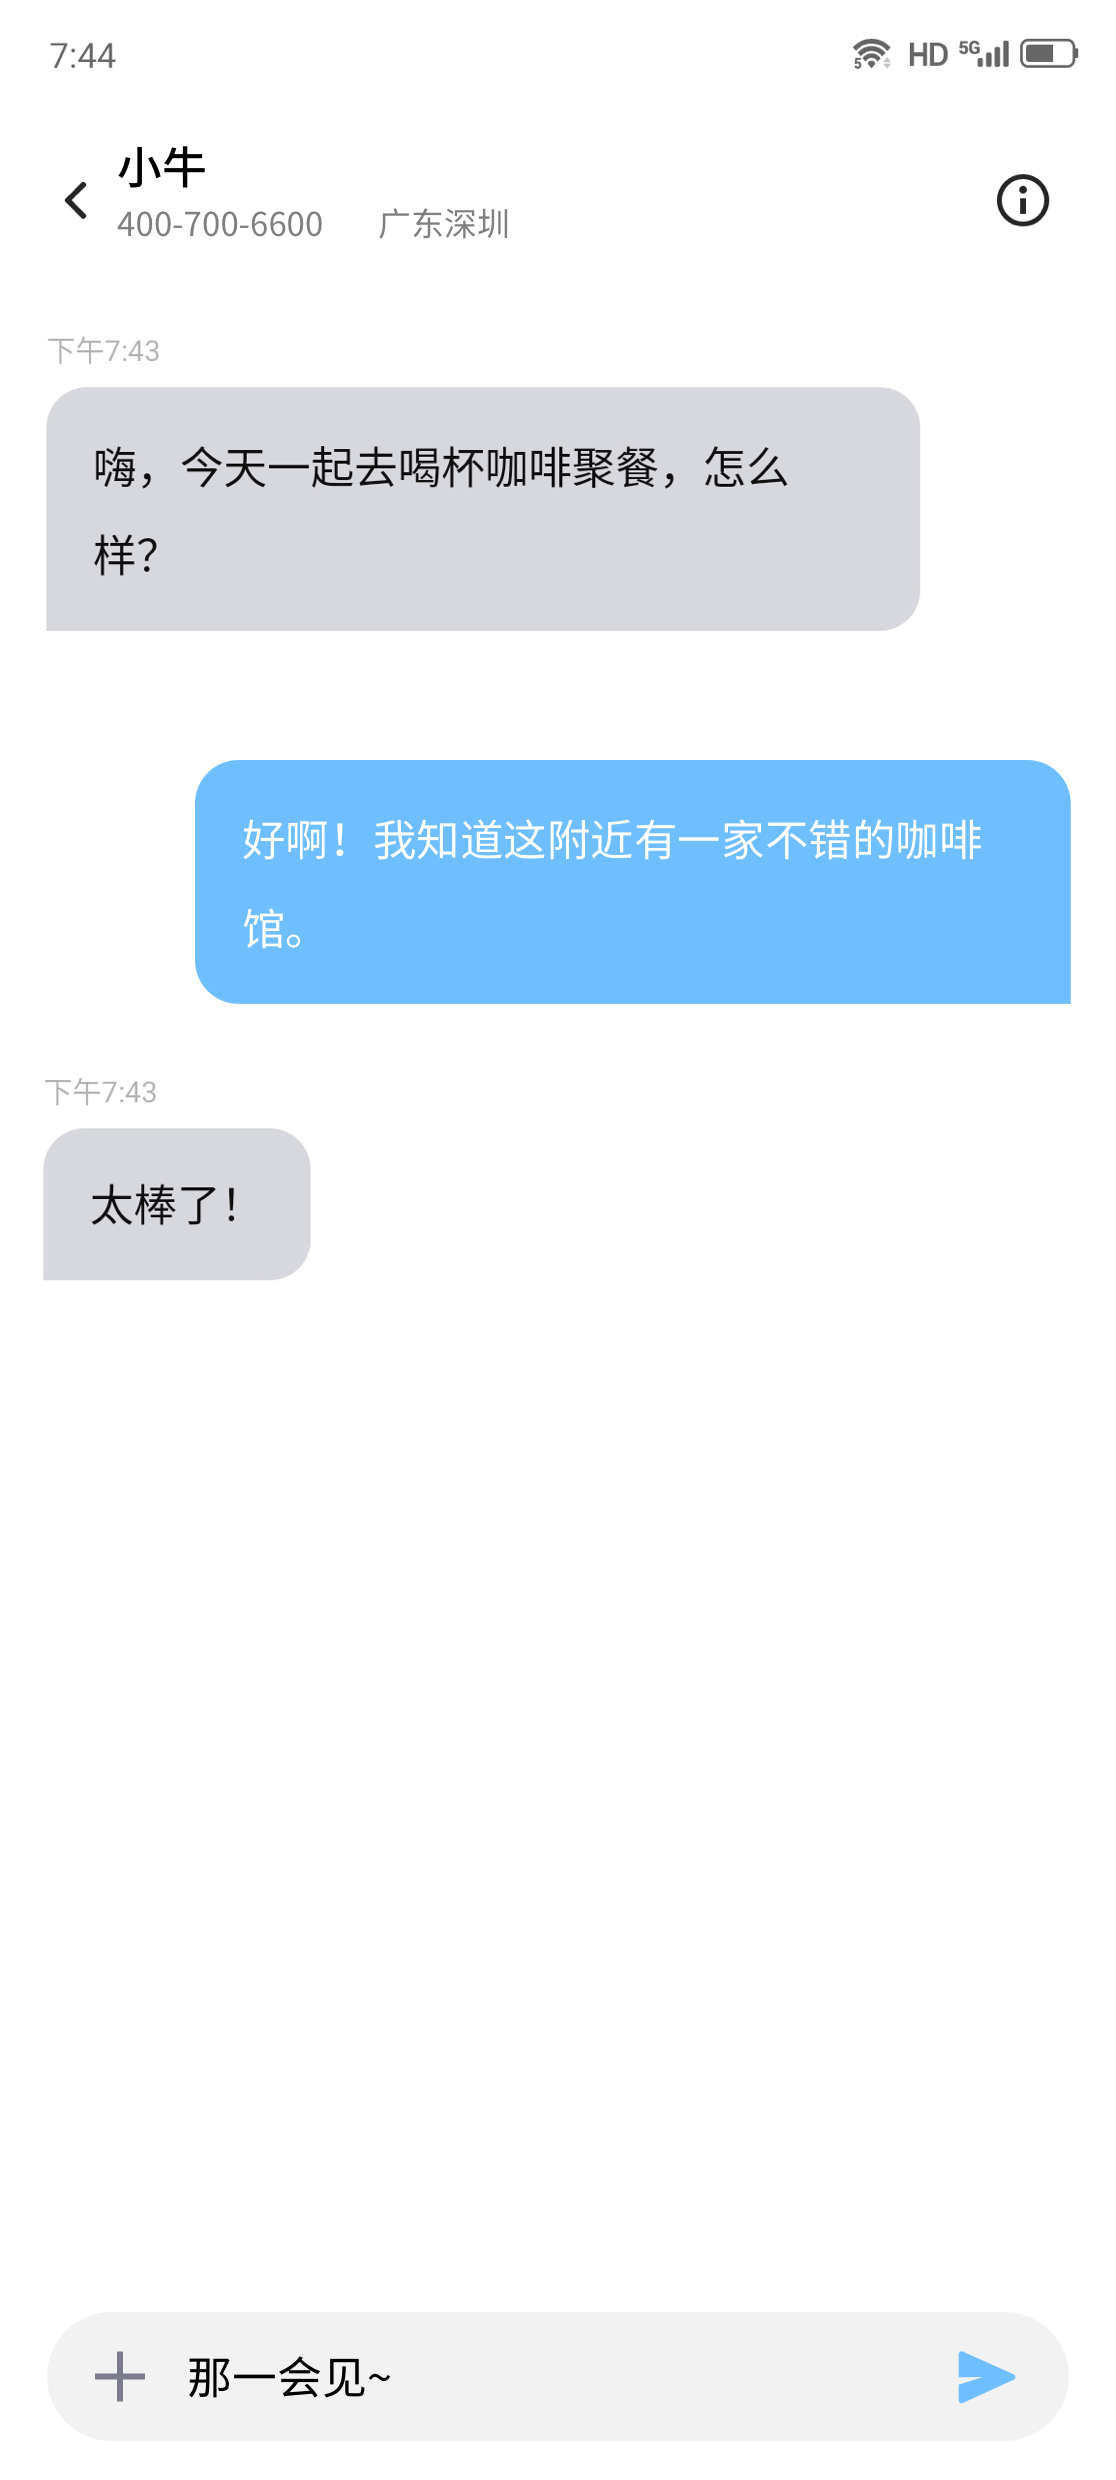 7:44 5 HD 5G
小牛
400-700-6600 广东深圳
下午7:43
嗨，今天一起去喝杯咖啡聚餐，怎么
样？
好啊！我知道这附近有一家不错的咖啡
馆。
下午7:43
太棒了！
那一会见~